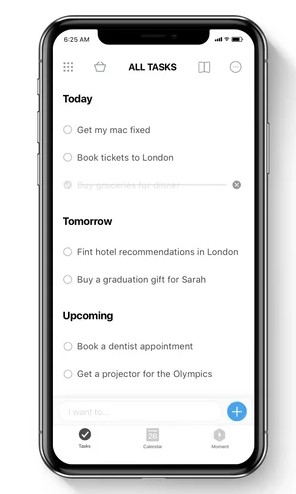 6:25 AM
ALL TASKS
Today
Get my mac fixed
Book tickets to London
Buy groceries for dinner
Tomorrow
Fint hotel recommendations in London
Buy a graduation gift for Sarah
Upcoming
Book a dentist appointment
Get a projector for the Olympics
I want to...
Tasks
Calendar
Moment